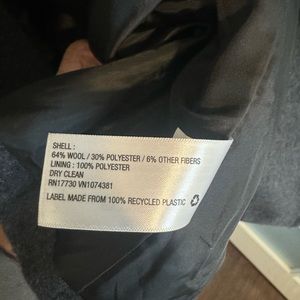 SHELL :
64% WOOL / 30% POLYESTER / 6% OTHER FIBERS
LINING : 100% POLYESTER
DRY CLEAN
RN17730 VN1074381
LABEL MADE FROM 100% RECYCLED PLASTIC